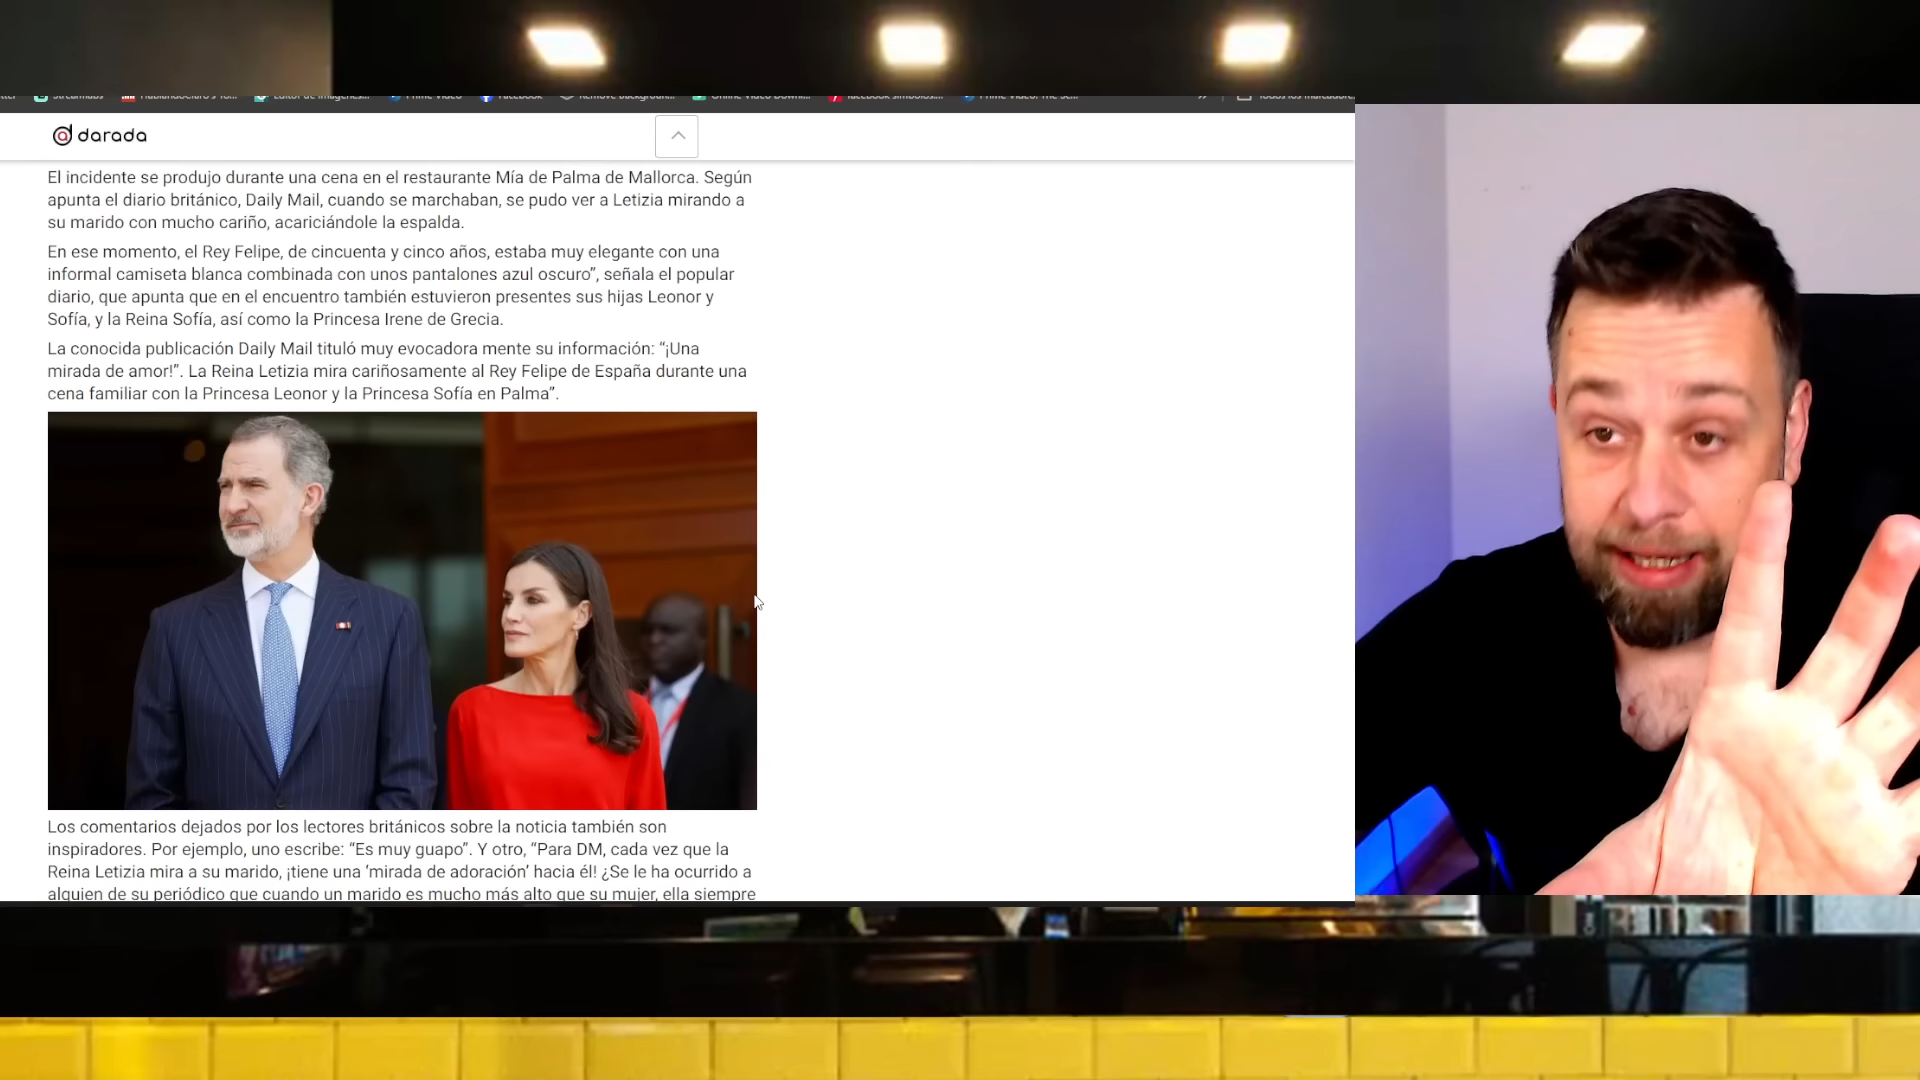 Facebook
darada
El incidente se produjo durante una cena en el restaurante Mía de Palma de Mallorca. Según
apunta el diario británico, Daily Mail, cuando se marchaban, se pudo ver a Letizia mirando a
su marido con mucho cariño, acariciándole la espalda.
En ese momento, el Rey Felipe, de cincuenta y cinco años, estaba muy elegante con una
informal camiseta blanca combinada con unos pantalones azul oscuro”, señala el popular
diario, que apunta que en el encuentro también estuvieron presentes sus hijas Leonor y
Sofía, y la Reina Sofía, así como la Princesa Irene de Grecia.
La conocida publicación Daily Mail tituló muy evocadora mente su información: “¡Una
mirada de amor!”. La Reina Letizia mira cariñosamente al Rey Felipe de España durante una
cena familiar con la Princesa Leonor y la Princesa Sofía en Palma”.
Los comentarios dejados por los lectores británicos sobre la noticia también son
inspiradores. Por ejemplo, uno escribe: “Es muy guapo”. Y otro, “Para DM, cada vez que la
Reina Letizia mira a su marido, ¡tiene una ‘mirada de adoración’ hacia él! ¿Se le ha ocurrido a
alguien de su periódico que cuando un marido es mucho más alto que su mujer, ella siempre